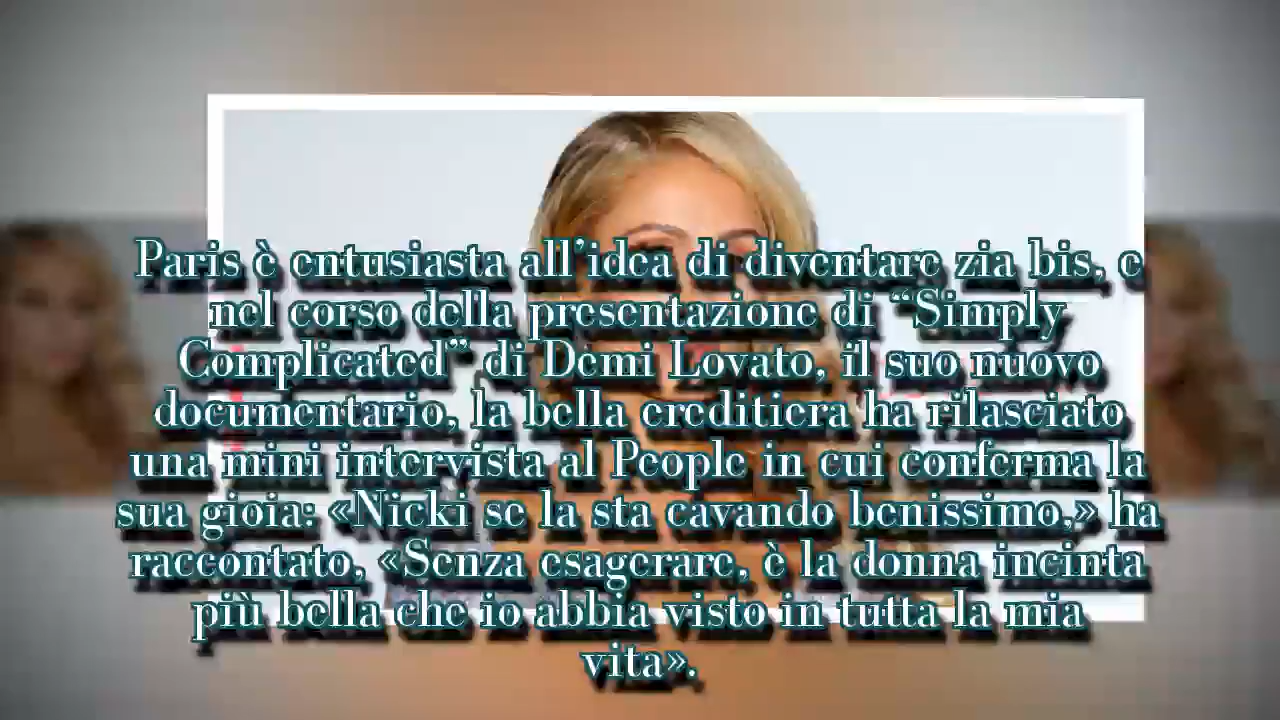 Paris è entusiasta all'idea di diventare zia bis, e
nel corso della presentazione di “Simply
Complicated” di Demi Lovato, il suo nuovo
documentario, la bella ereditiera ha rilasciato
una mini intervista al People in cui conferma la
sua gioia: «Nicki se la sta cavando benissimo,» ha
raccontato, «Senza esagerare, è la donna incinta
più bella che io abbia visto in tutta la mia
vita».